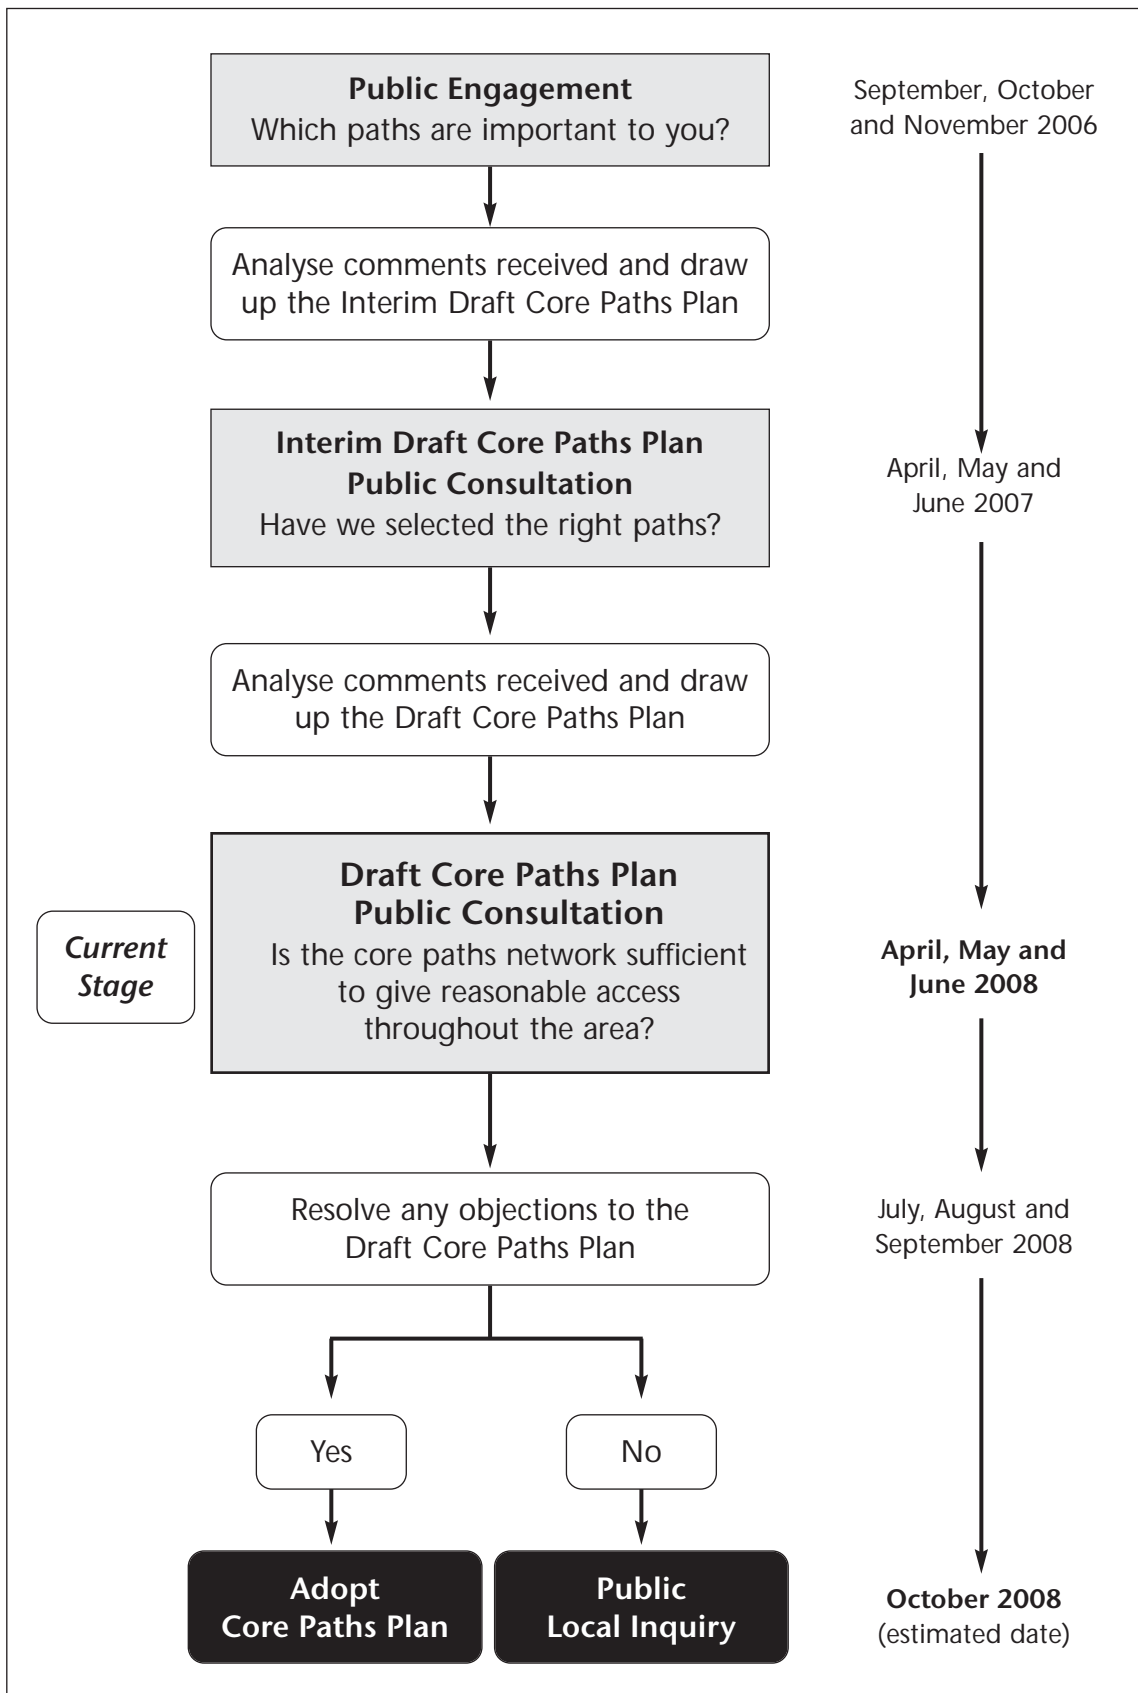 Public Engagement
Which paths are important to you?
September, October
and November 2006
Analyse comments received and draw
up the Interim Draft Core Paths Plan
Interim Draft Core Paths Plan
Public Consultation
Have we selected the right paths?
April, May and
June 2007
Analyse comments received and draw
up the Draft Core Paths Plan
Current
Stage
Draft Core Paths Plan
Public Consultation
Is the core paths network sufficient
to give reasonable access
throughout the area?
April, May and
June 2008
Resolve any objections to the
Draft Core Paths Plan
July, August and
September 2008
Yes
No
Adopt
Core Paths Plan
Public
Local Inquiry
October 2008
(estimated date)